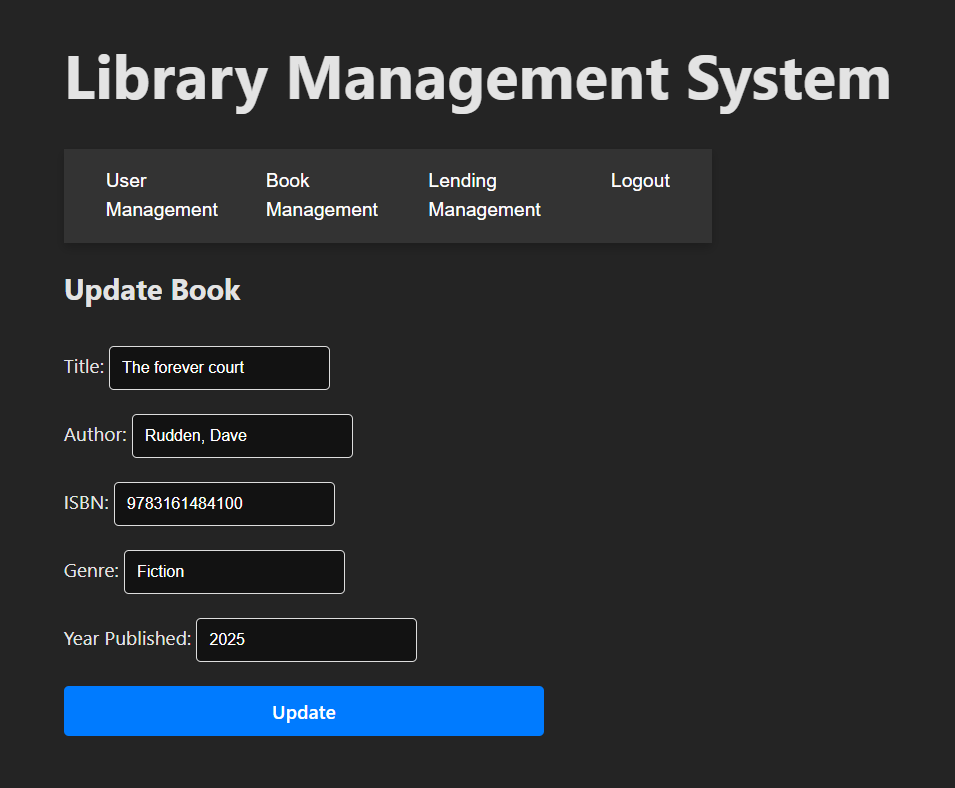 Library Management System
User Management
Book Management
Lending Management
Logout
Update Book
Title: The forever court
Author: Rudden, Dave
ISBN: 9783161484100
Genre: Fiction
Year Published: 2025
Update